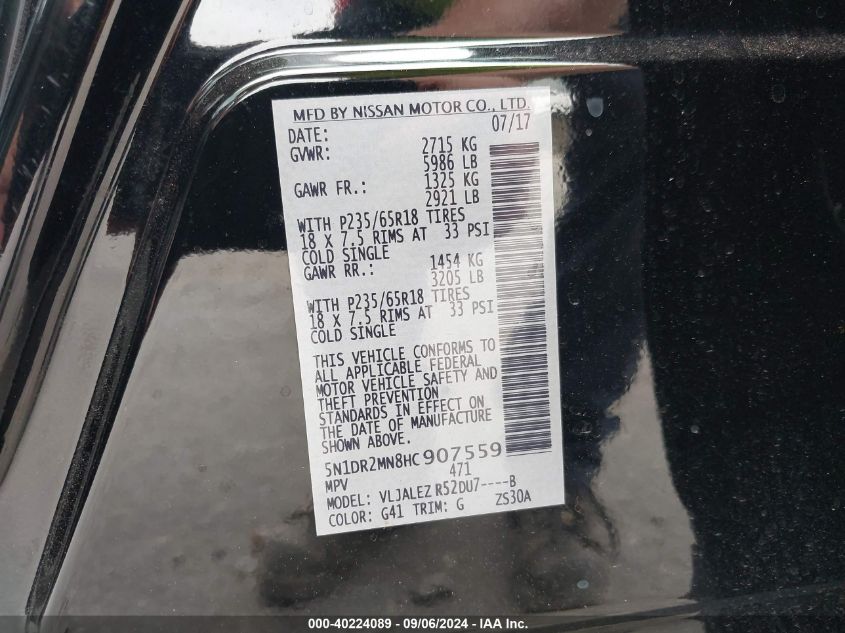 MFD BY NISSAN MOTOR CO., LTD.
DATE: 07/17
GVWR: 2715 KG
5986 LB
GAWR FR.: 1325 KG
2921 LB
WITH P235/65R18 TIRES
18 X 7.5 RIMS AT 33 PSI
COLD SINGLE
GAWR RR.: 1454 KG
3205 LB
WITH P235/65R18 TIRES
18 X 7.5 RIMS AT 33 PSI
COLD SINGLE
THIS VEHICLE CONFORMS TO
ALL APPLICABLE FEDERAL
MOTOR VEHICLE SAFETY AND
THEFT PREVENTION
STANDARDS IN EFFECT ON
THE DATE OF MANUFACTURE
SHOWN ABOVE.
5N1DR2MN8HC907559
MPV 471
MODEL: VLJALEZ R52DU7----B
COLOR: G41 TRIM: G ZS30A
000-40224089 - 09/06/2024 - IAA Inc.